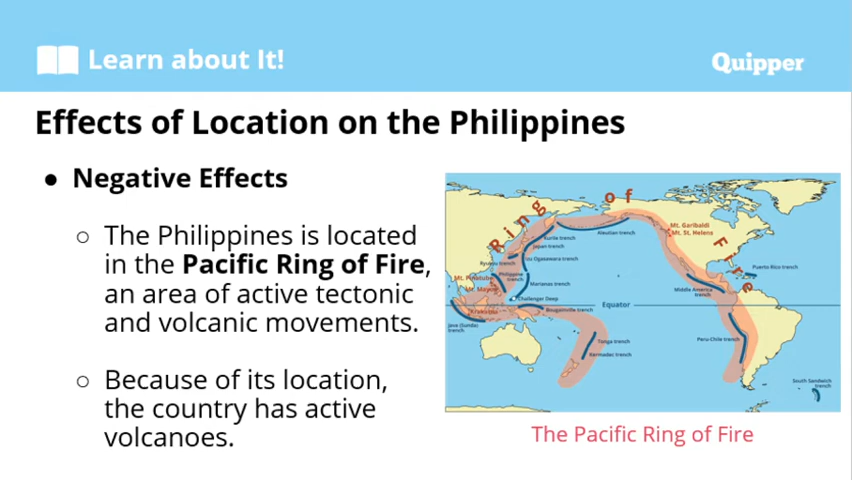 Learn about It!
Quipper
Effects of Location on the Philippines
● Negative Effects
○ The Philippines is located
in the Pacific Ring of Fire,
an area of active tectonic
and volcanic movements.
○ Because of its location,
the country has active
volcanoes.
Ring of Fire
Mt. Garibaldi
Mt. St. Helens
Kurile trench
Aleutian trench
Japan trench
Izu Ogasawara trench
Ryukyu trench
Puerto Rico trench
Mt. Pinatubo
Philippine
trench
Mt. Mayon
Marianas trench
Middle America
trench
Challenger Deep
Equator
Krakatoa
Bougainville trench
Java (Sunda)
trench
Tonga trench
Peru-Chile trench
Kermadec trench
South Sandwich
trench
The Pacific Ring of Fire